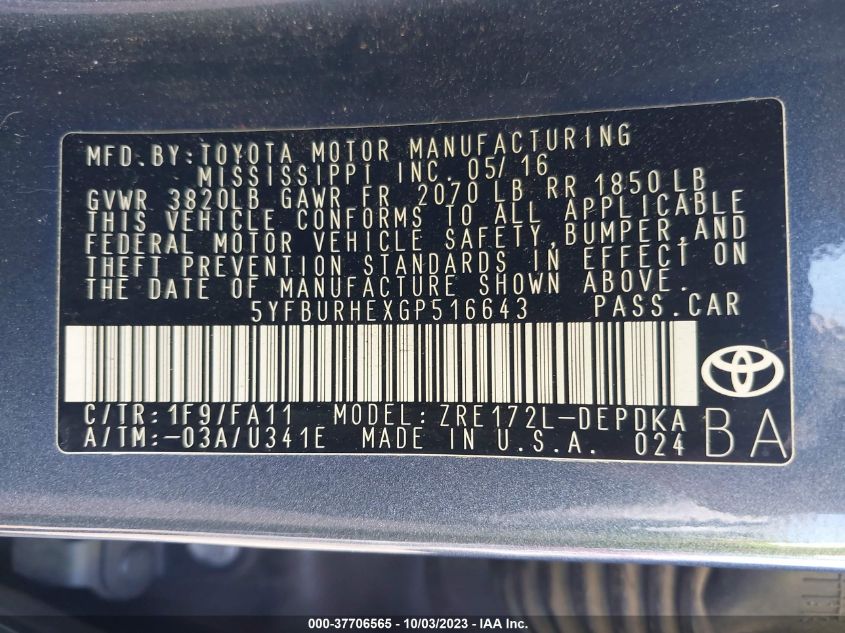 MFD. BY: TOYOTA MOTOR MANUFACTURING
MISSISSIPPI INC. 05/16
GVWR 3820LB GAWR FR 2070 LB RR 1850 LB
THIS VEHICLE CONFORMS TO ALL APPLICABLE
FEDERAL MOTOR VEHICLE SAFETY, BUMPER, AND
THEFT PREVENTION STANDARDS IN EFFECT ON
THE DATE OF MANUFACTURE SHOWN ABOVE.
5YFBURHEXGP516643 PASS. CAR
C/TR: 1F9/FA11 MODEL: ZRE172L-DEPDKA
A/TM:-03A/U341E MADE IN U.S.A. 024 BA
000-37706565 - 10/03/2023 - IAA Inc.